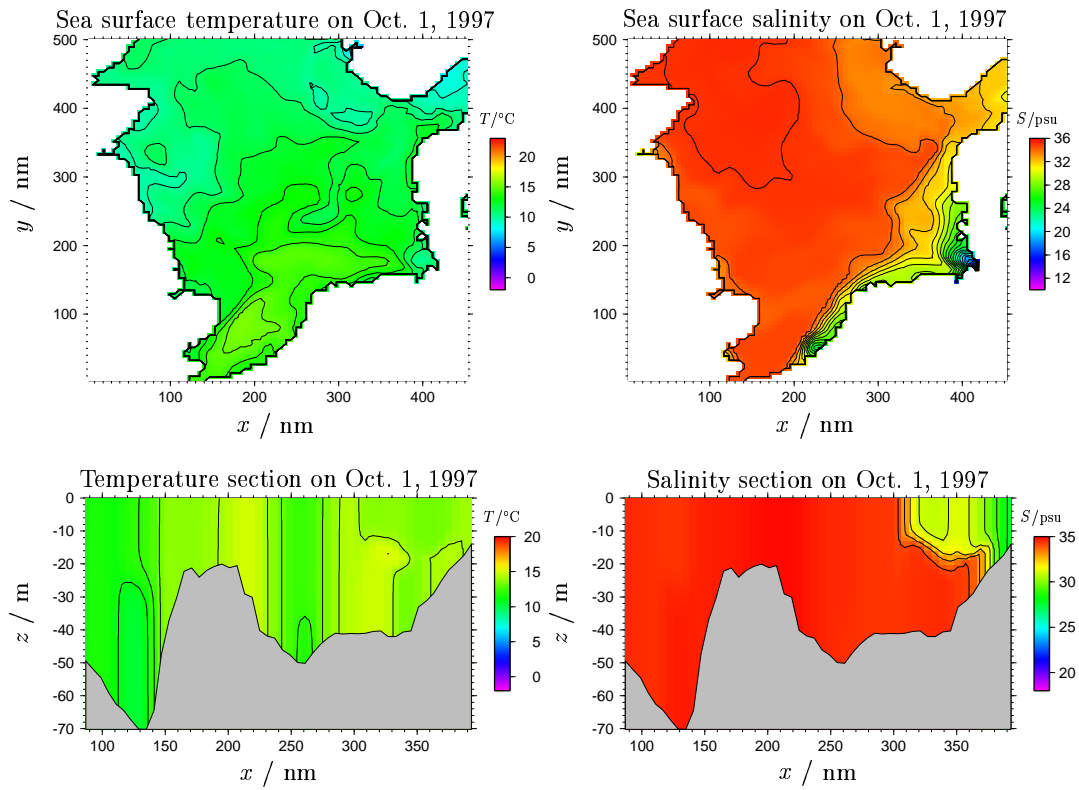 Sea surface temperature on Oct. 1, 1997
500
400
300
200
100
100 200 300 400
y / nm
x / nm
T/°C
20
15
10
5
0
Sea surface salinity on Oct. 1, 1997
500
400
300
200
100
100 200 300 400
y / nm
x / nm
S/psu
36
32
28
24
20
16
12
Temperature section on Oct. 1, 1997
0
-10
-20
-30
-40
-50
-60
-70
100 150 200 250 300 350
z / m
x / nm
T/°C
20
15
10
5
0
Salinity section on Oct. 1, 1997
0
-10
-20
-30
-40
-50
-60
-70
100 150 200 250 300 350
z / m
x / nm
S/psu
35
30
25
20